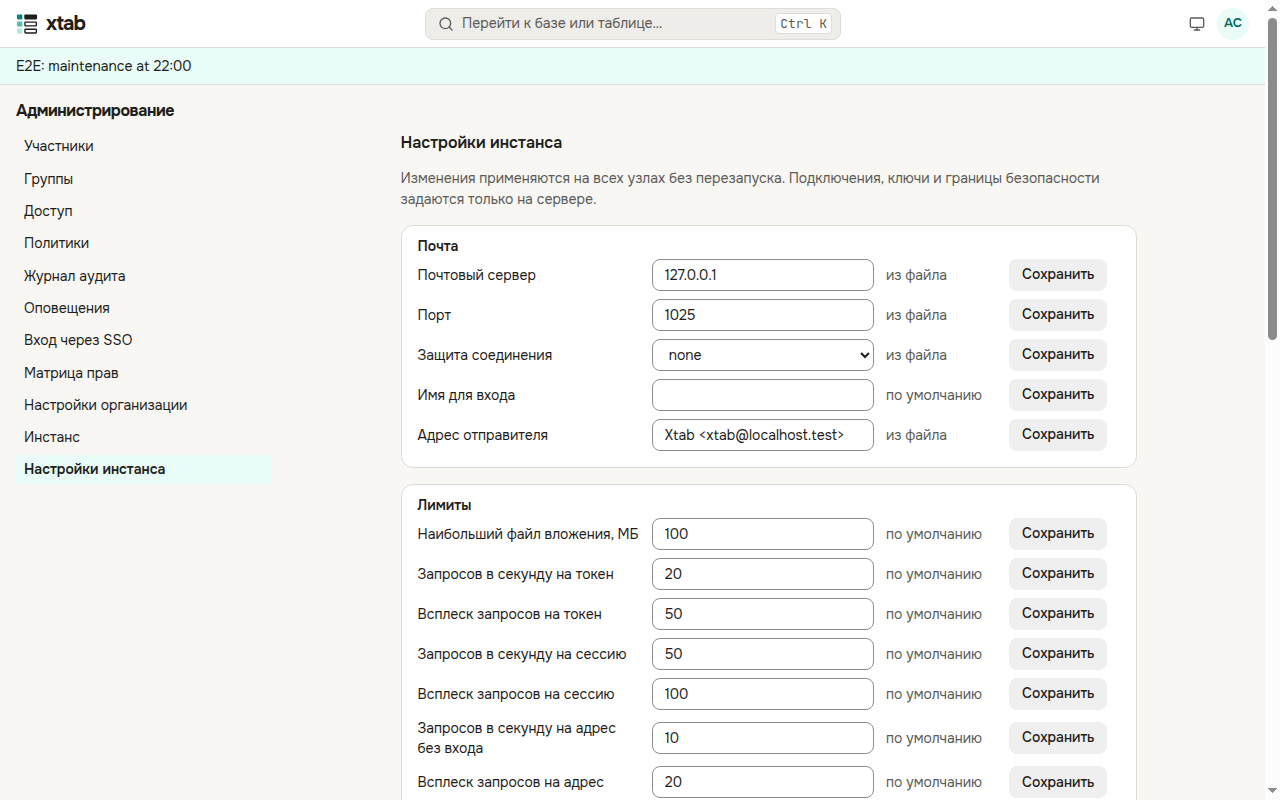 xtab
Перейти к базе или таблице...
Ctrl K
AC
E2E: maintenance at 22:00
Администрирование
Участники
Группы
Доступ
Политики
Журнал аудита
Оповещения
Вход через SSO
Матрица прав
Настройки организации
Инстанс
Настройки инстанса
Настройки инстанса
Изменения применяются на всех узлах без перезапуска. Подключения, ключи и границы безопасности
задаются только на сервере.
Почта
Почтовый сервер 127.0.0.1 из файла Сохранить
Порт 1025 из файла Сохранить
Защита соединения none из файла Сохранить
Имя для входа по умолчанию Сохранить
Адрес отправителя Xtab <xtab@localhost.test> из файла Сохранить
Лимиты
Наибольший файл вложения, МБ 100 по умолчанию Сохранить
Запросов в секунду на токен 20 по умолчанию Сохранить
Всплеск запросов на токен 50 по умолчанию Сохранить
Запросов в секунду на сессию 50 по умолчанию Сохранить
Всплеск запросов на сессию 100 по умолчанию Сохранить
Запросов в секунду на адрес
без входа 10 по умолчанию Сохранить
Всплеск запросов на адрес 20 по умолчанию Сохранить